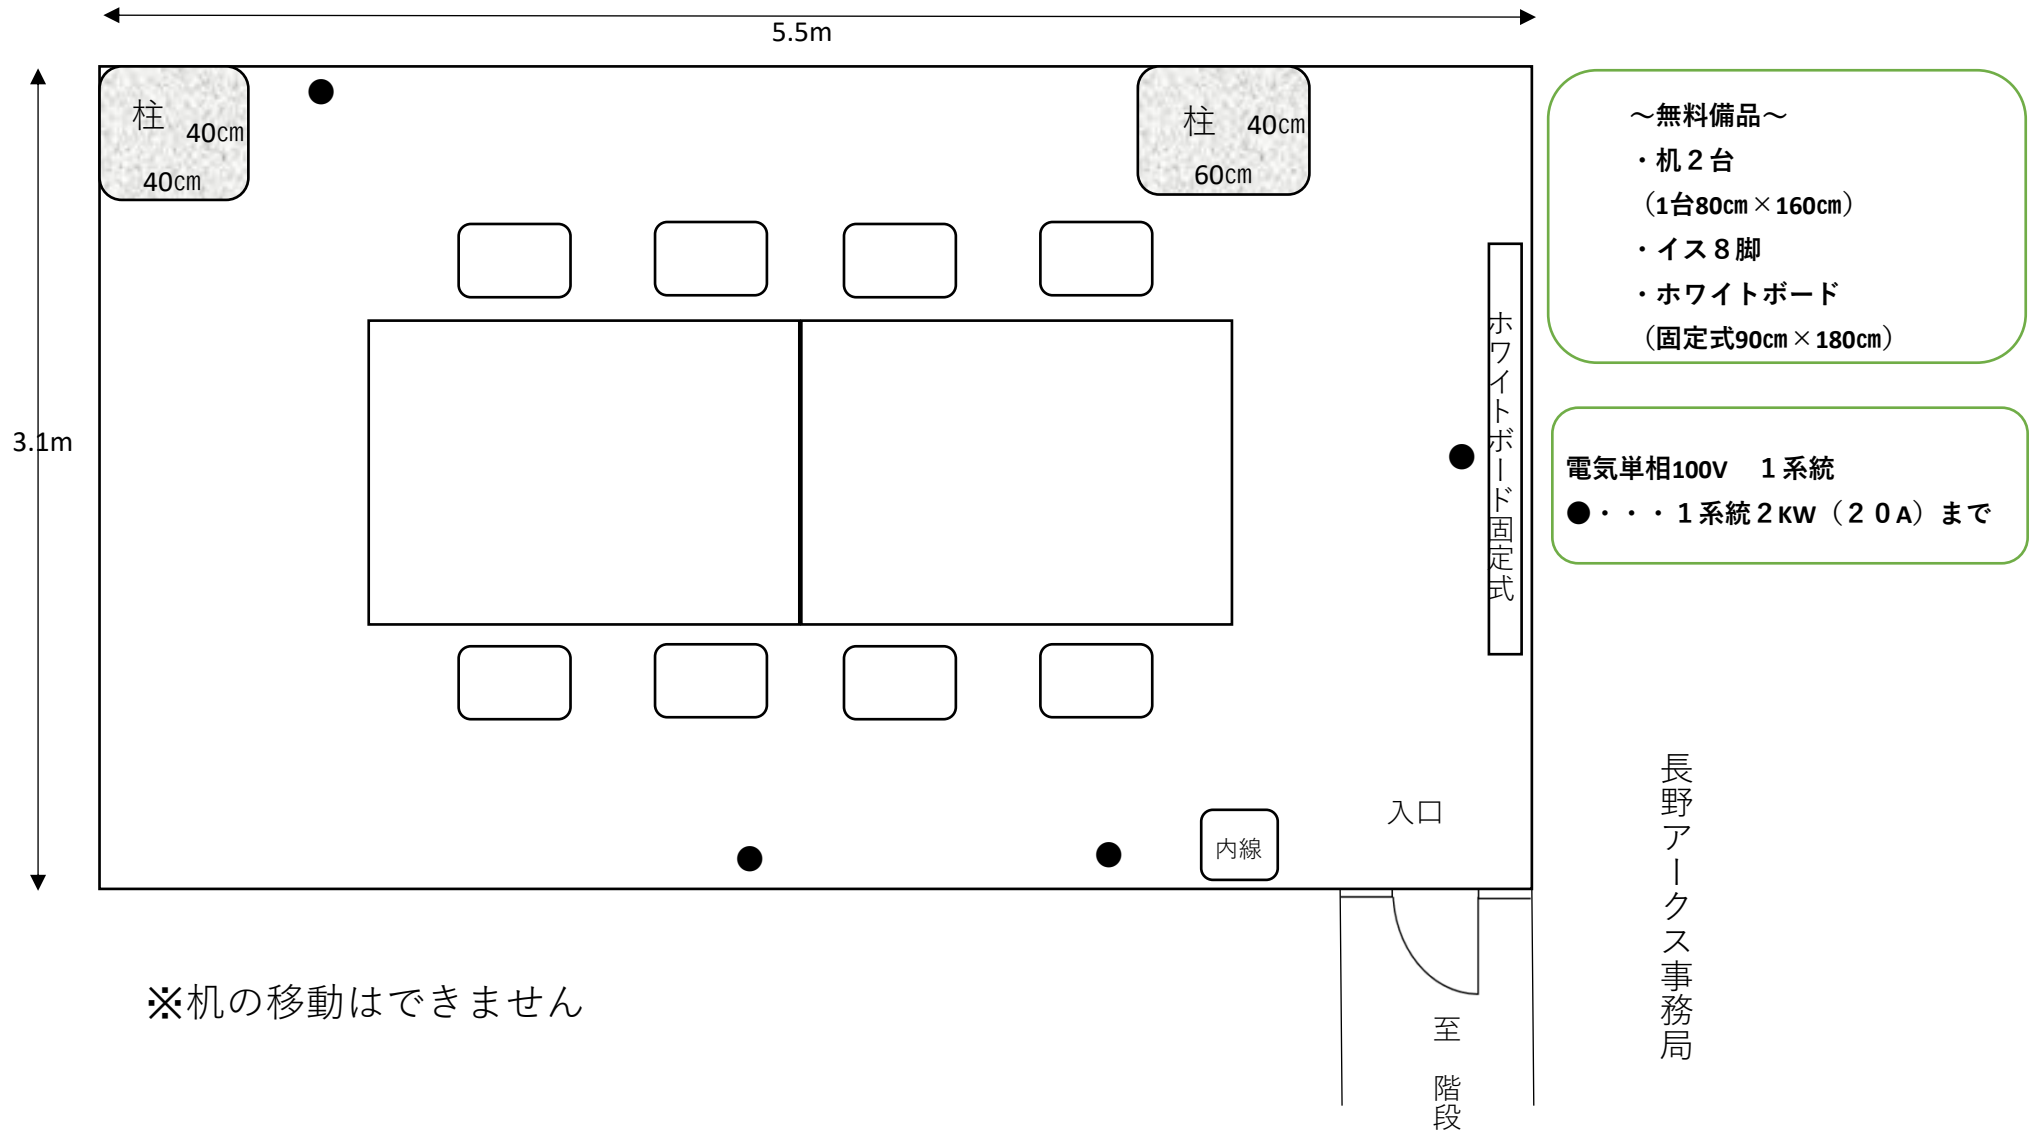 5.5m
3.1m
柱
40㎝
40㎝
柱
40㎝
60㎝
～無料備品～
・机２台
（1台80㎝×160㎝）
・イス８脚
・ホワイトボード
（固定式90㎝×180㎝）
ホワイトボード固定式
電気単相100V　１系統
●・・・１系統２KW（２０A）まで
入口
内線
長野アークス事務局
※机の移動はできません
至　階段